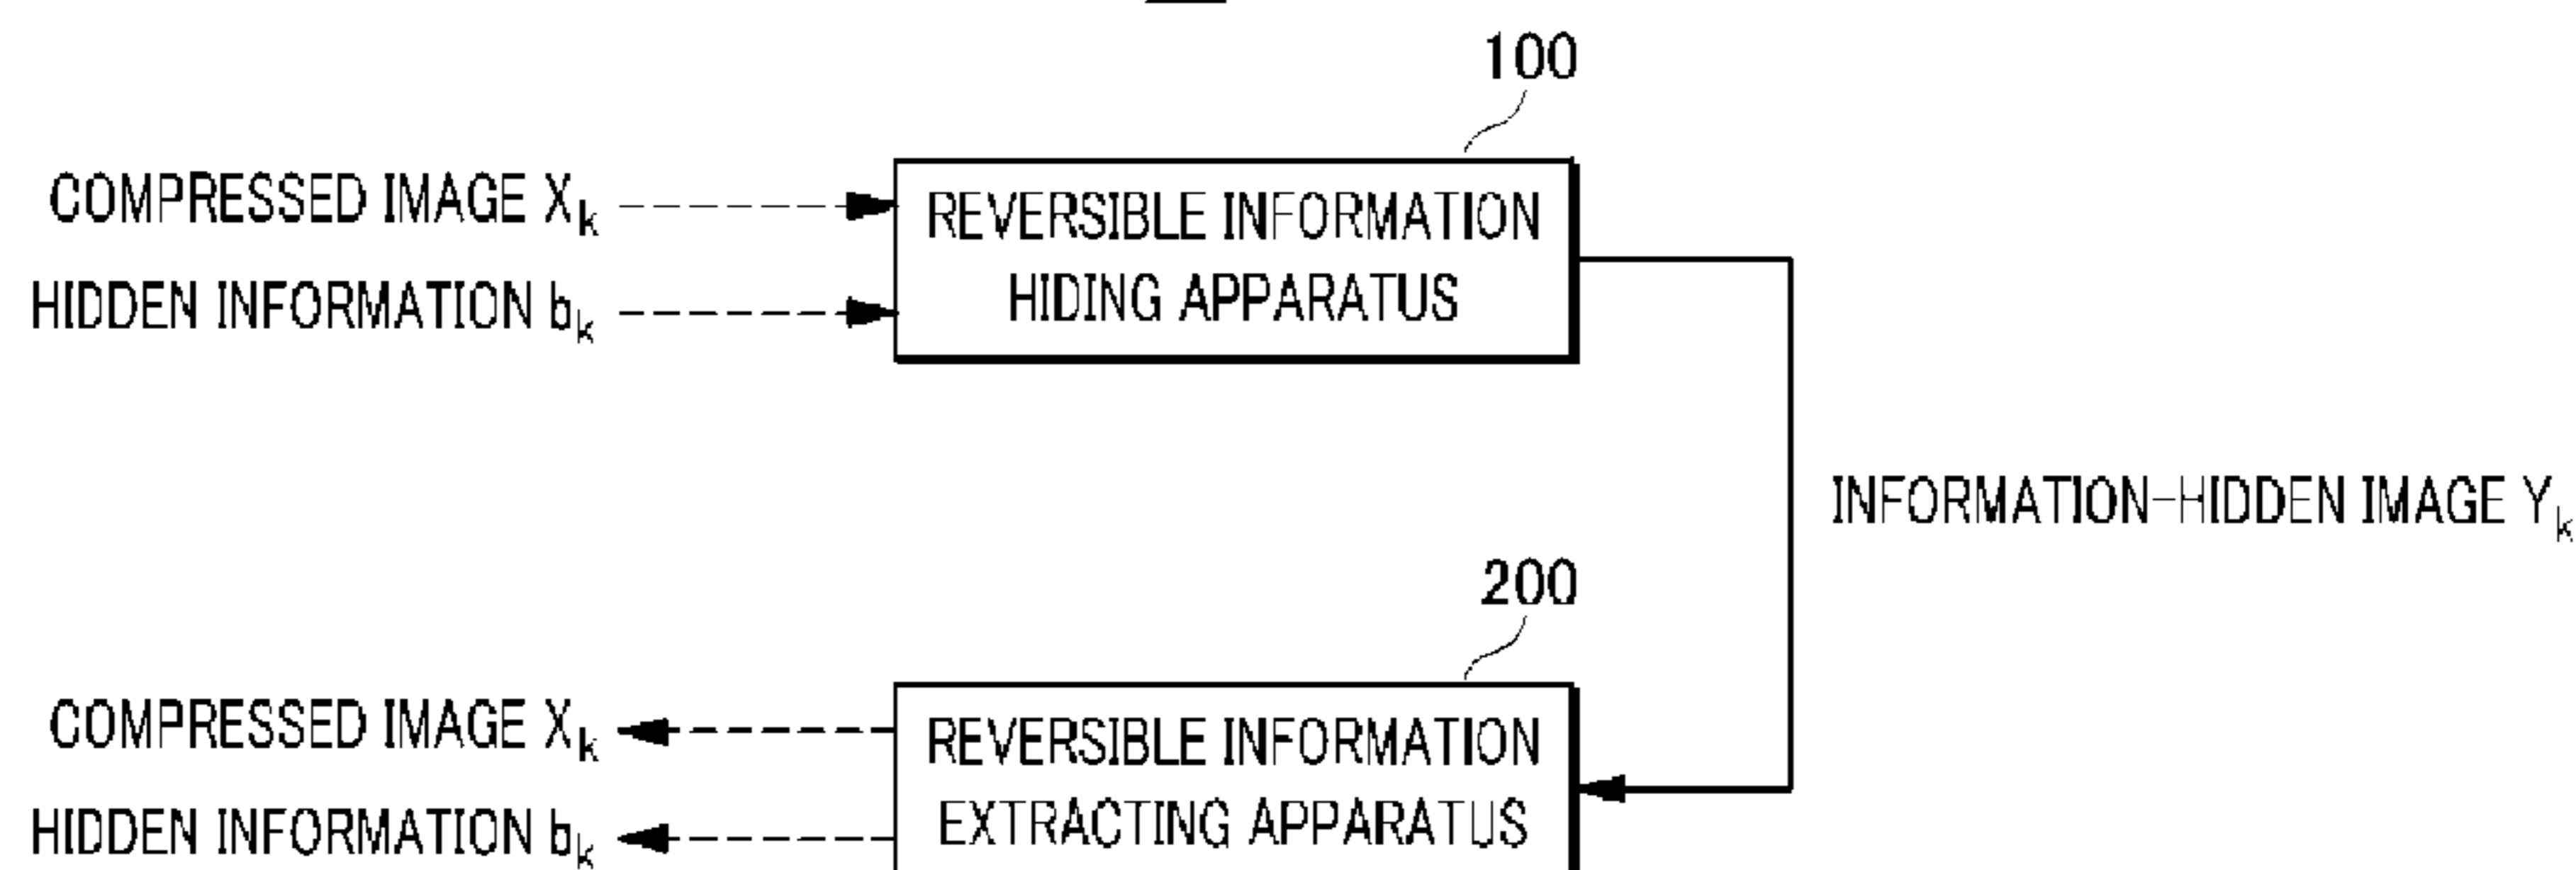 100
COMPRESSED IMAGE Xk
REVERSIBLE INFORMATION
HIDING APPARATUS
HIDDEN INFORMATION bk
INFORMATION-HIDDEN IMAGE Yk
200
COMPRESSED IMAGE Xk
REVERSIBLE INFORMATION
EXTRACTING APPARATUS
HIDDEN INFORMATION bk